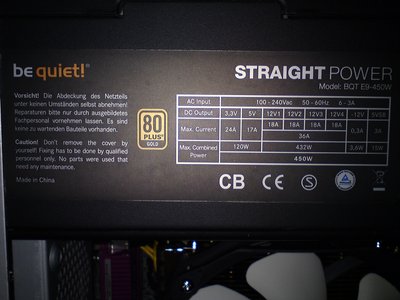 be quiet!®
STRAIGHT POWER
Model: BQT E9-450W
Vorsicht! Die Abdeckung des Netzteils
unter keinen Umständen selbst abnehmen!
Reparaturen bitte nur durch ausgebildetes
Fachpersonal vornehmen lassen. Es sind
keine zu wartenden Bauteile vorhanden.
Caution! Don't remove the cover by
yourself! Fixing has to be done by qualified
personnel only. No parts were used that
need any maintenance.
Made in China
80
PLUS
GOLD
AC Input 100 - 240Vac 50 - 60Hz 6 - 3A
DC Output 3,3V 5V 12V1 12V2 12V3 12V4 -12V 5VSB
Max. Current 24A 17A 18A 18A 18A 18A 0,3A 3A
36A
Max. Combined Power 120W 432W 3,6W 15W
450W
CB CE S